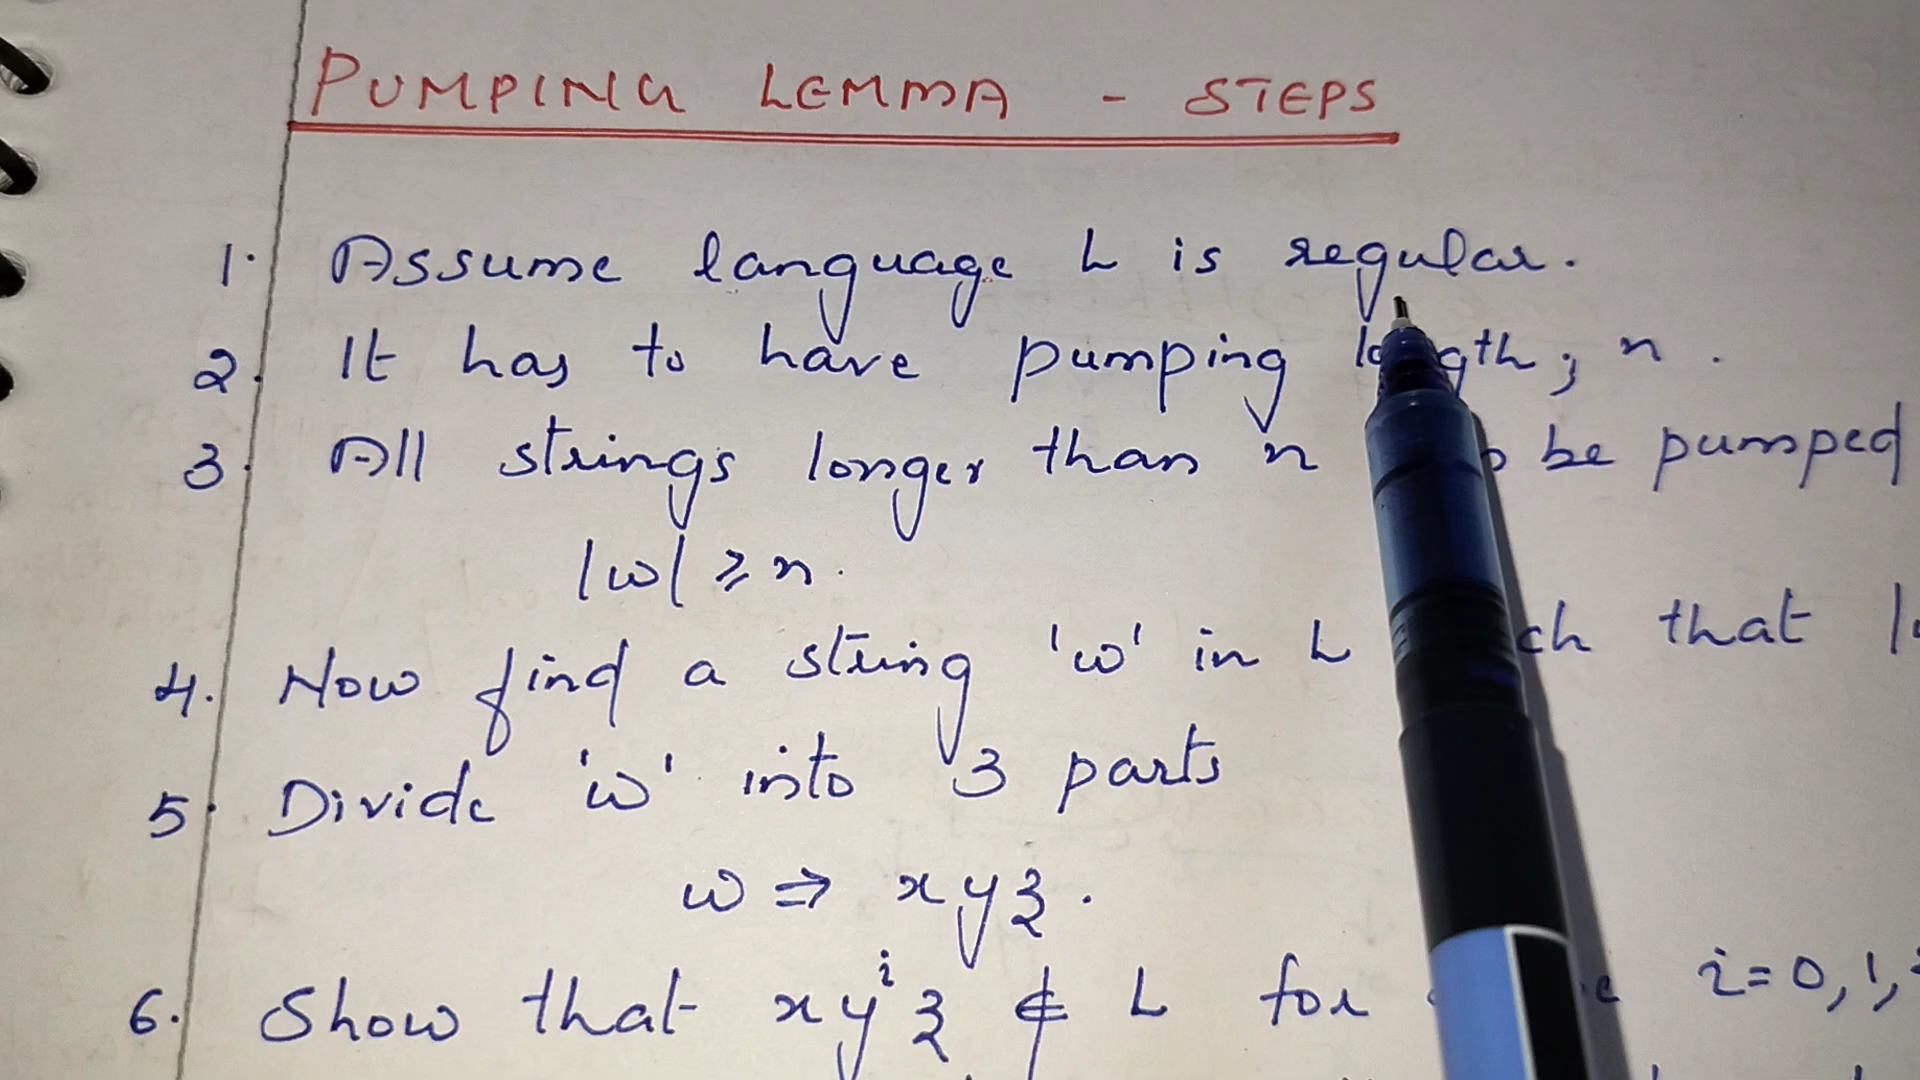 PUMPING LEMMA - STEPS
1. Assume language L is regular.
2. It has to have pumping length, n.
3. All strings longer than n be pumped
|w| ⩾ n.
4. Now find a string 'w' in L that
5. Divide 'w' into 3 parts
w ⇒ xyz.
6. Show that xyⁱz ∉ L for i=0,1,